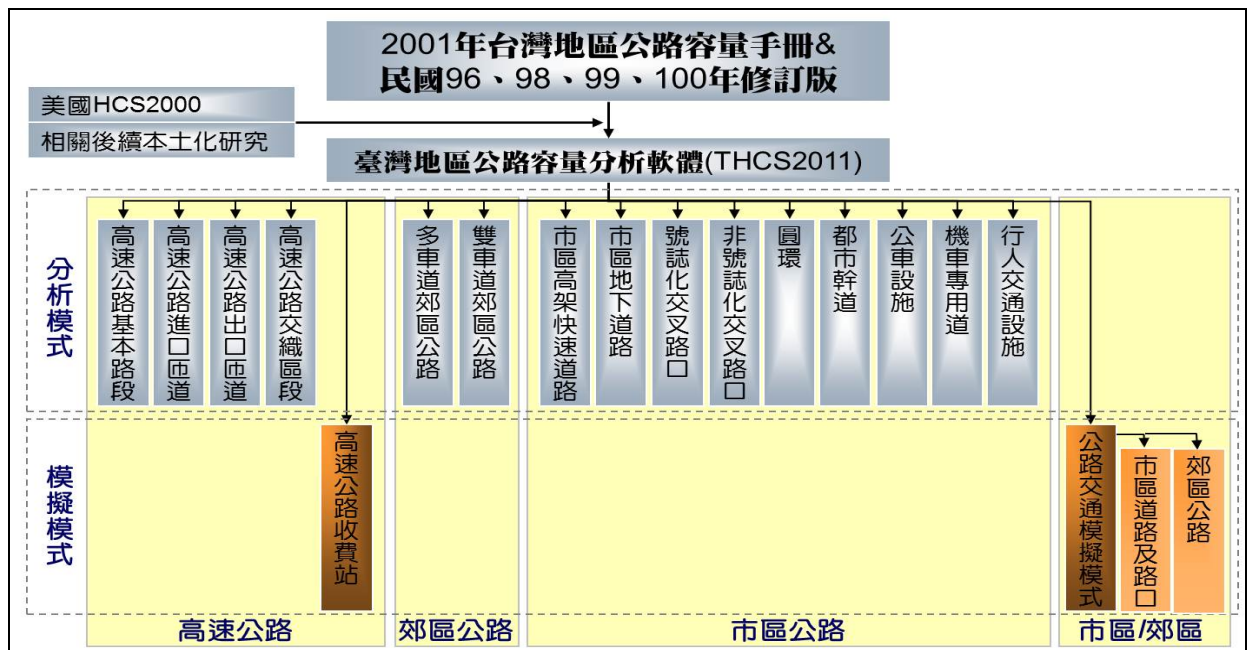 2001年台灣地區公路容量手冊&
民國96、98、99、100年修訂版
美國HCS2000
相關後續本土化研究
臺灣地區公路容量分析軟體(THCS2011)
分析模式
高速公路基本路段
高速公路進口匝道
高速公路出口匝道
高速公路交織區段
多車道郊區公路
雙車道郊區公路
市區高架快速道路
市區地下道路
號誌化交叉路口
非號誌化交叉路口
圓環
都市幹道
公車設施
機車專用道
行人交通設施
模擬模式
高速公路收費站
公路交通模擬模式
市區道路及路口
郊區公路
高速公路
郊區公路
市區公路
市區/郊區